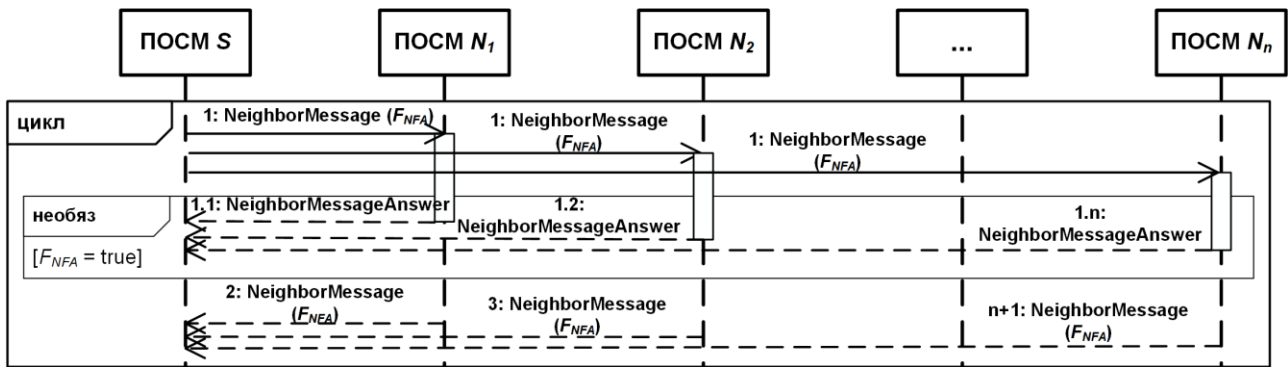 ПОСМ S
ПОСМ N1
ПОСМ N2
...
ПОСМ Nn
цикл
1: NeighborMessage (FNFA)
1: NeighborMessage
(FNFA)
1: NeighborMessage
(FNFA)
необяз
[FNFA = true]
1.1: NeighborMessageAnswer
1.2:
NeighborMessageAnswer
1.n:
NeighborMessageAnswer
2: NeighborMessage
(FNFA)
3: NeighborMessage
(FNFA)
n+1: NeighborMessage
(FNFA)